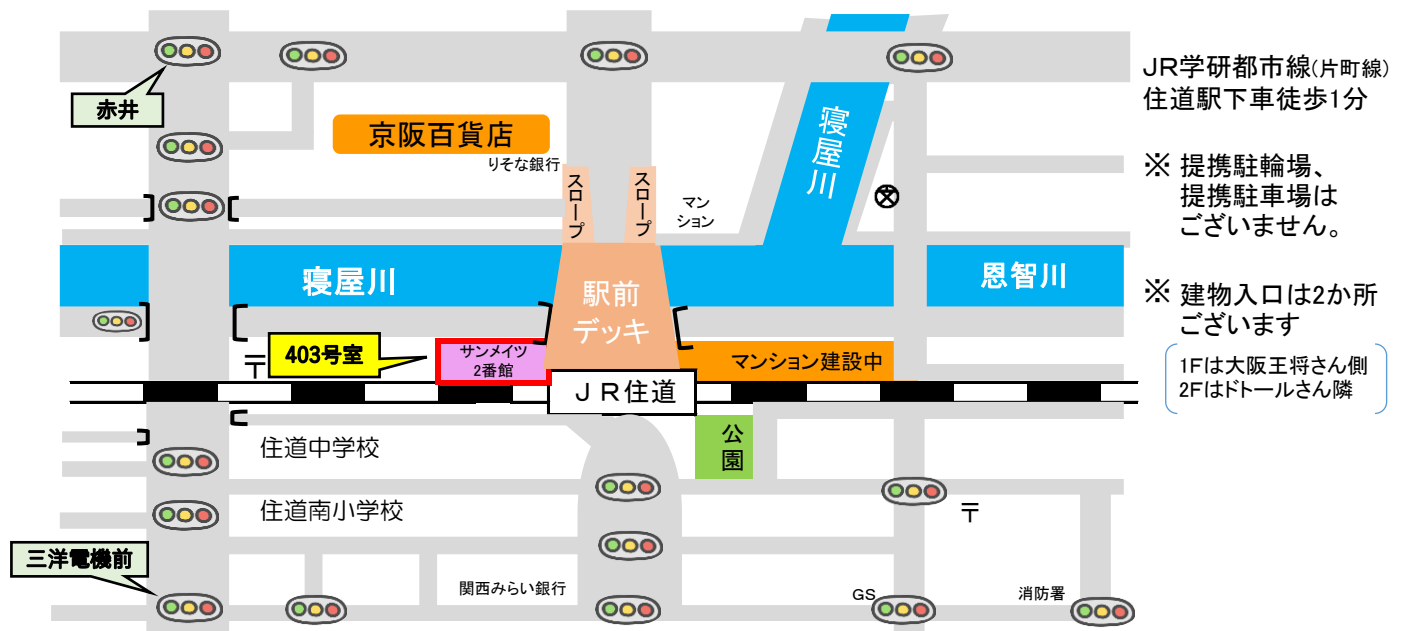 赤井
京阪百貨店
りそな銀行
スロープ
スロープ
マン
ション
寝屋川
寝屋川
駅前
デッキ
恩智川
〒
403号室
サンメイツ
2番館
マンション建設中
JR住道
公
園
住道中学校
住道南小学校
〒
三洋電機前
関西みらい銀行
GS
消防署
JR学研都市線(片町線)
住道駅下車徒歩1分
※ 提携駐輪場、
提携駐車場は
ございません。
※ 建物入口は2か所
ございます
1Fは大阪王将さん側
2Fはドトールさん隣